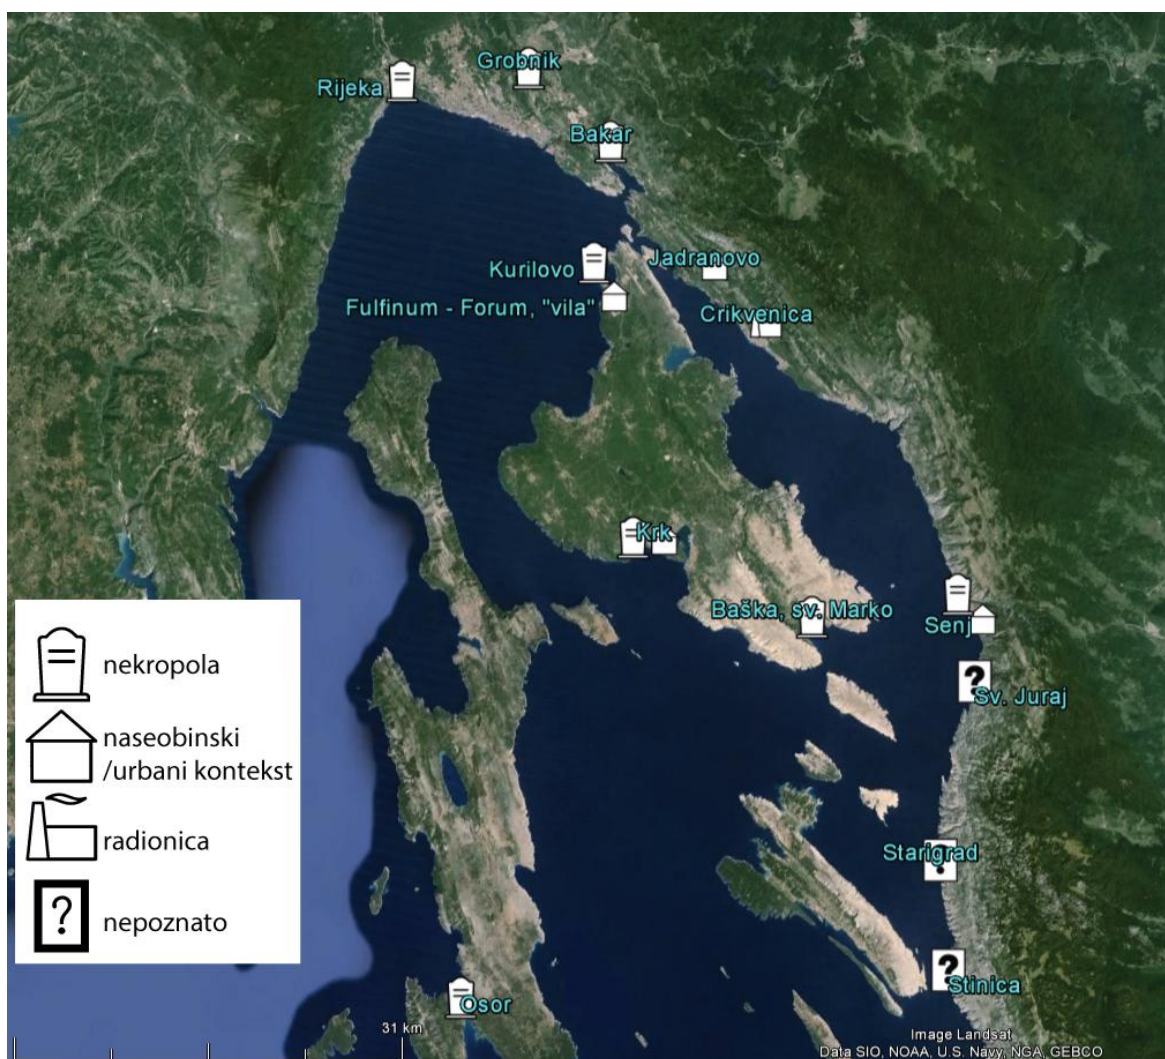 Grobnik
Rijeka
Bakar
Jadranovo
Kurilovo
Fulfinum - Forum, "vila"
Crikvenica
Krk
Baška, sv. Marko
Senj
Sv. Juraj
Starigrad
Stinica
Osor
nekropola
naseobinski
/urbani kontekst
radionica
?
nepoznato
31 km
Image Landsat
Data SIO, NOAA, U.S. Navy, NGA, GEBCO